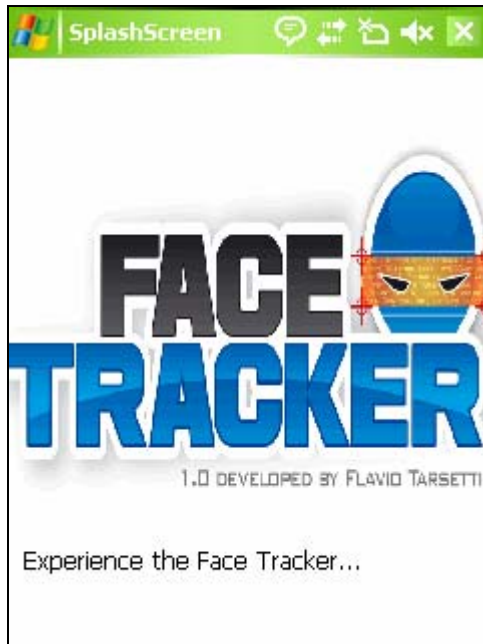 SplashScreen
FACE
TRACKER
1.0 DEVELOPED BY FLAVIO TARSETTI
Experience the Face Tracker...